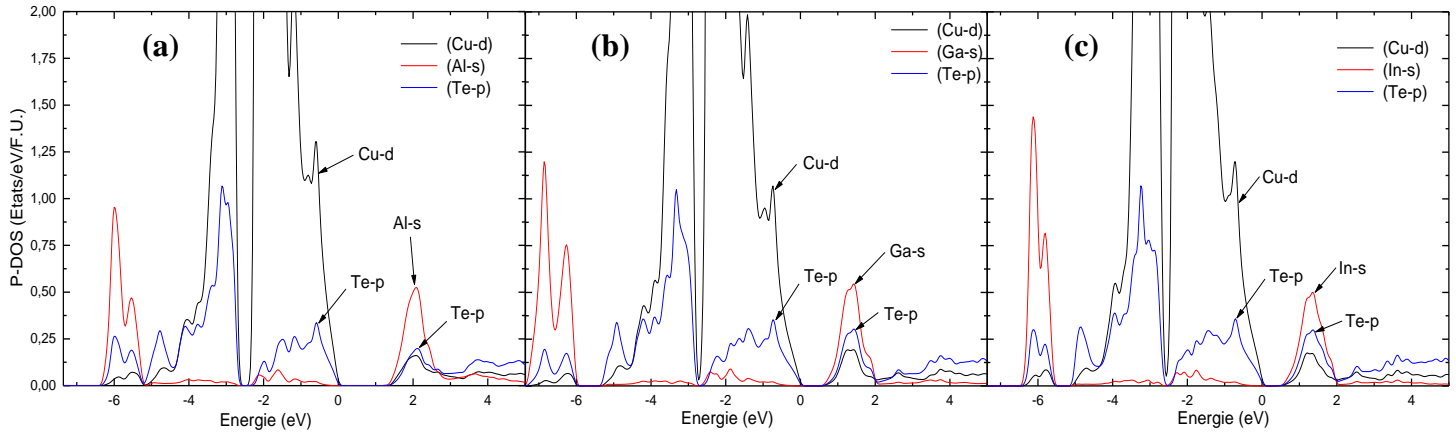 P-DOS (Etats/eV/F.U.)
2,00
1,75
1,50
1,25
1,00
0,75
0,50
0,25
0,00
(a)
(Cu-d)
(Al-s)
(Te-p)
Cu-d
Al-s
Te-p
Te-p
-6 -4 -2 0 2 4
Energie (eV)
(b)
(Cu-d)
(Ga-s)
(Te-p)
Cu-d
Ga-s
Te-p
Te-p
-6 -4 -2 0 2 4
Energie (eV)
(c)
(Cu-d)
(In-s)
(Te-p)
Cu-d
Te-p
In-s
Te-p
-6 -4 -2 0 2 4
Energie (eV)